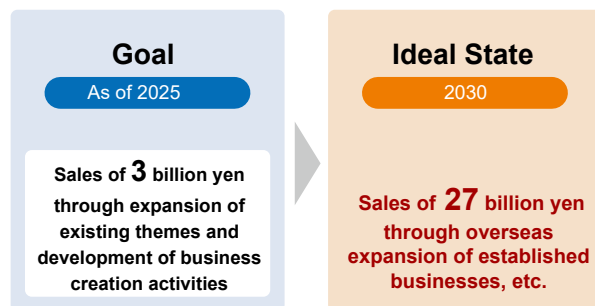 Goal
As of 2025
Sales of 3 billion yen
through expansion of
existing themes and
development of business
creation activities
Ideal State
2030
Sales of 27 billion yen
through overseas
expansion of established
businesses, etc.